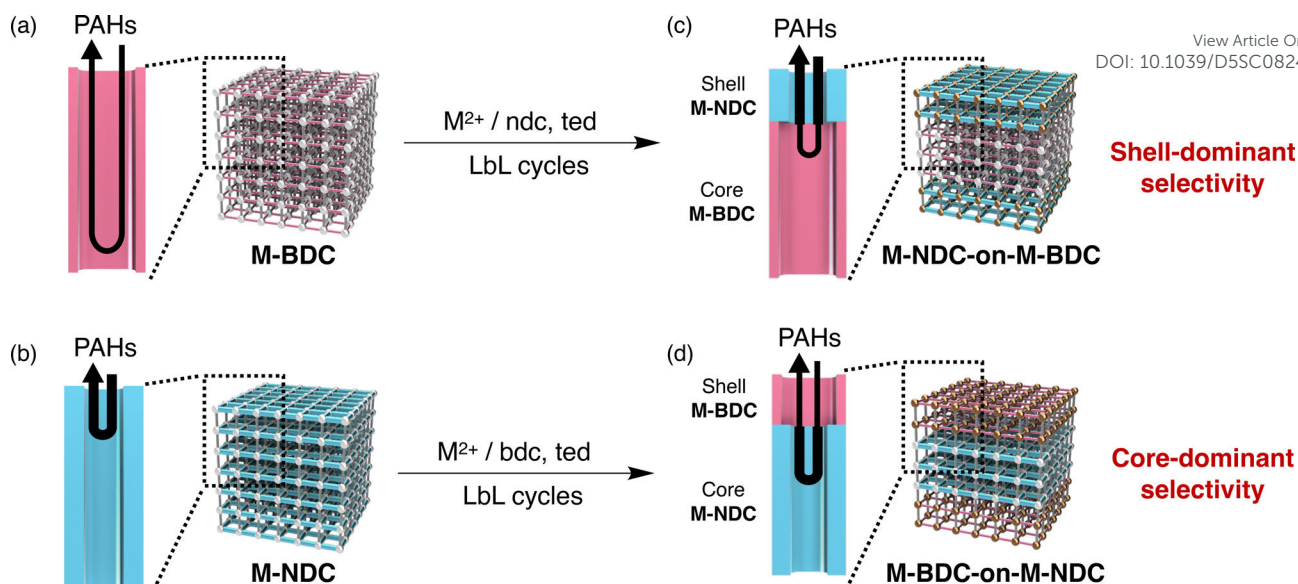 (a)
PAHs
M-BDC
M²⁺ / ndc, ted
LbL cycles
(c)
PAHs
Shell
M-NDC
Core
M-BDC
M-NDC-on-M-BDC
View Article On
DOI: 10.1039/D5SC0824
Shell-dominant
selectivity
(b)
PAHs
M-NDC
M²⁺ / bdc, ted
LbL cycles
(d)
PAHs
Shell
M-BDC
Core
M-NDC
M-BDC-on-M-NDC
Core-dominant
selectivity